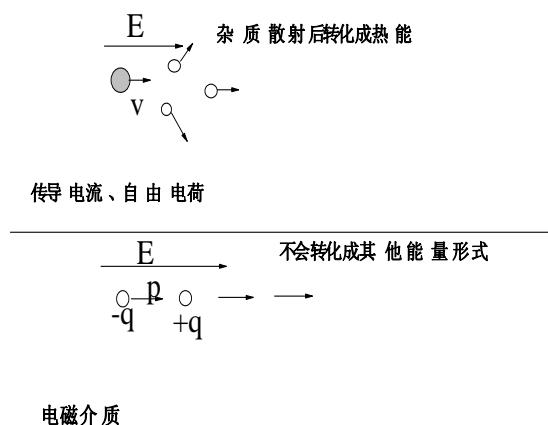 E
杂质散射后转化成热能
v
传导电流、自由电荷
E
不会转化成其他能量形式
p
-q
+q
电磁介质